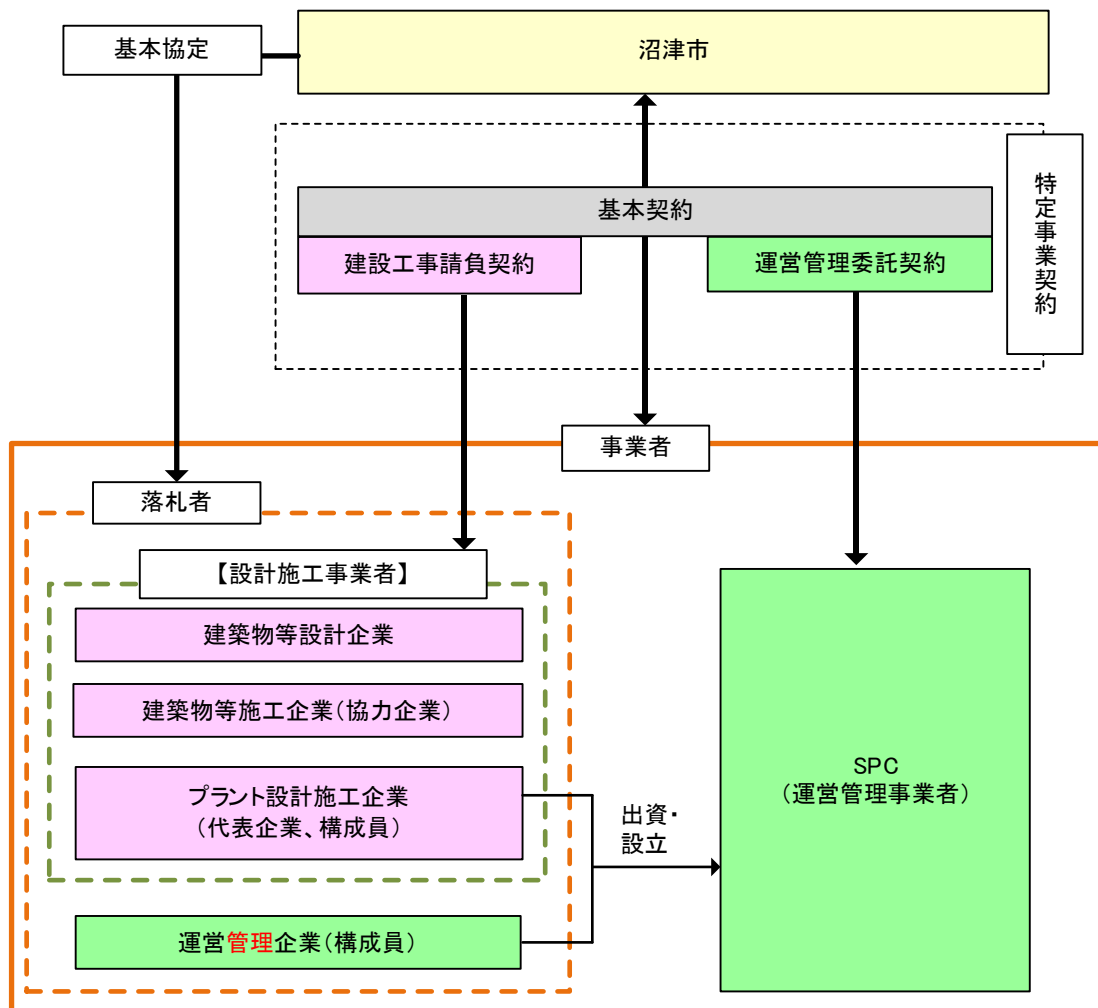 基本協定
沼津市
特定事業契約
基本契約
建設工事請負契約
運営管理委託契約
事業者
落札者
【設計施工事業者】
建築物等設計企業
建築物等施工企業(協力企業)
プラント設計施工企業
(代表企業、構成員)
運営管理企業(構成員)
出資・
設立
SPC
(運営管理事業者)